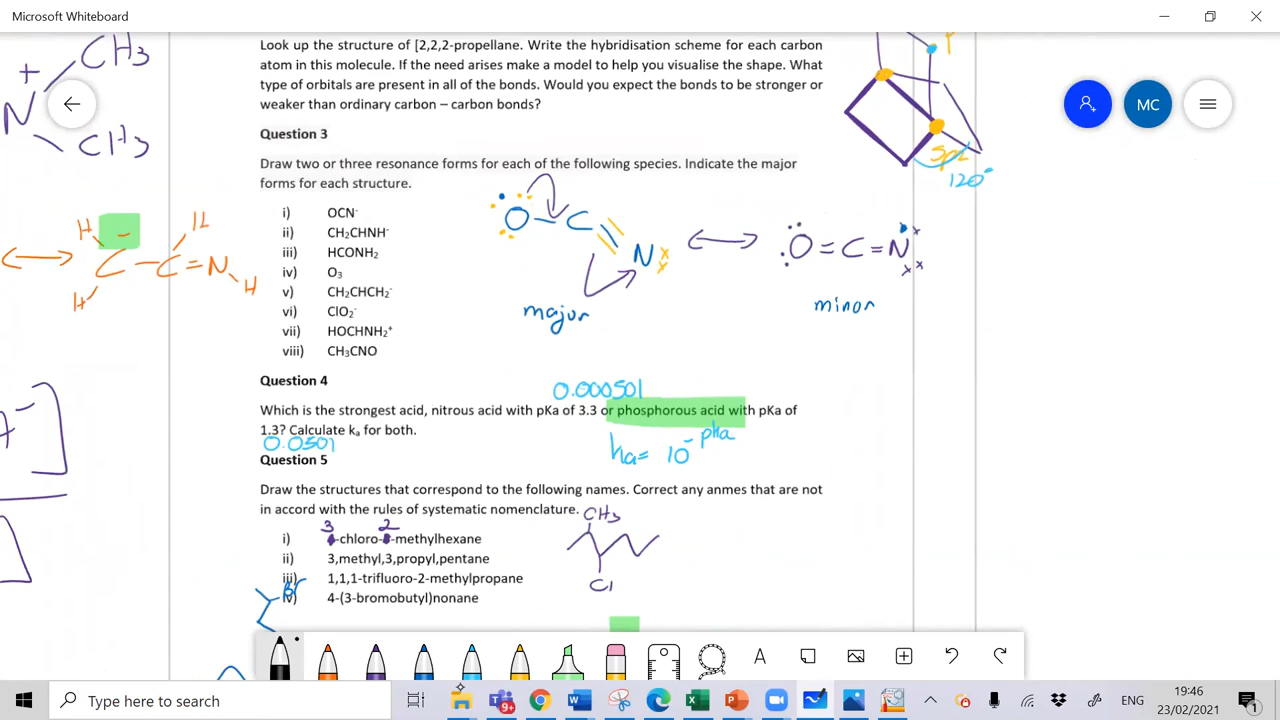 Microsoft Whiteboard
Look up the structure of [2,2,2-propellane. Write the hybridisation scheme for each carbon
atom in this molecule. If the need arises make a model to help you visualise the shape. What
type of orbitals are present in all of the bonds. Would you expect the bonds to be stronger or
weaker than ordinary carbon – carbon bonds?
CH3
+
N
CH3
MC
sp2
120°
Question 3
Draw two or three resonance forms for each of the following species. Indicate the major
forms for each structure.
i) OCN-
ii) CH2CHNH-
iii) HCONH2
iv) O3
v) CH2CHCH2-
vi) ClO2-
vii) HOCHNH2+
viii) CH3CNO
H - H
C - C = N
H H
O - C = N
O = C = N
major
minor
Question 4
0.000501
Which is the strongest acid, nitrous acid with pKa of 3.3 or phosphorous acid with pKa of
1.3? Calculate ka for both.
0.0501
ka = 10 -pka
Question 5
Draw the structures that correspond to the following names. Correct any anmes that are not
in accord with the rules of systematic nomenclature.
3 2
CH3
i) -chloro- -methylhexane
ii) 3,methyl,3,propyl,pentane
iii) 1,1,1-trifluoro-2-methylpropane
Cl
Br
iv) 4-(3-bromobutyl)nonane
A
Type here to search
9+
ENG
19:46
23/02/2021
1